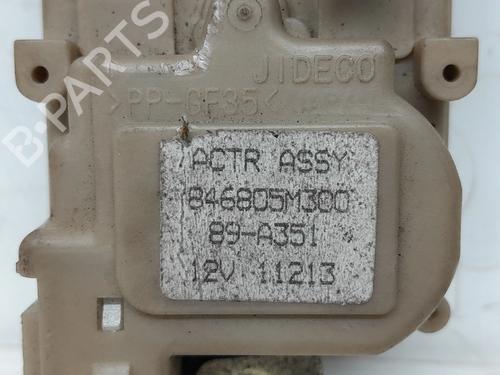 JIDECO
>PP-GF35<
ACTR ASSY
846805M300
89-A351
12V 11213
B-PARTS